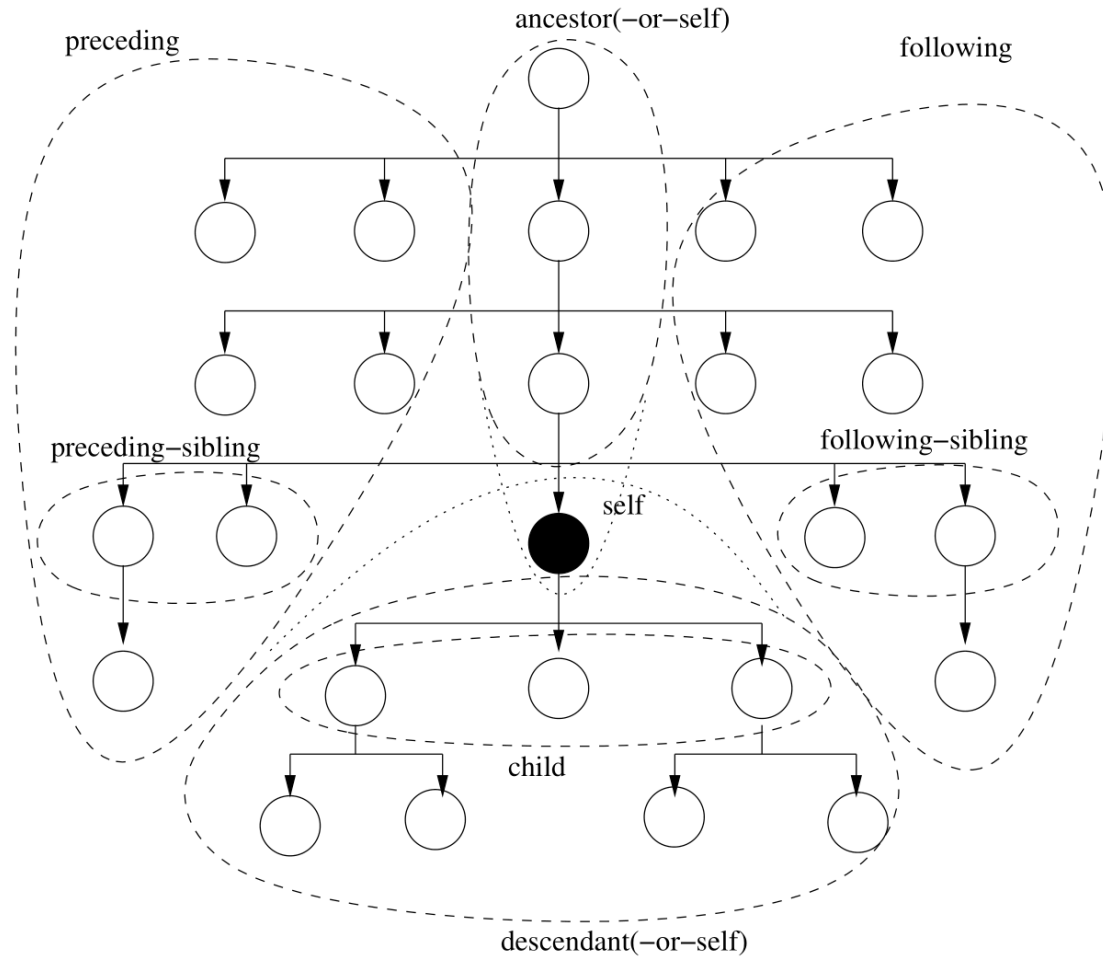 ancestor(−or−self)
preceding
following
preceding−sibling
following−sibling
self
child
descendant(−or−self)